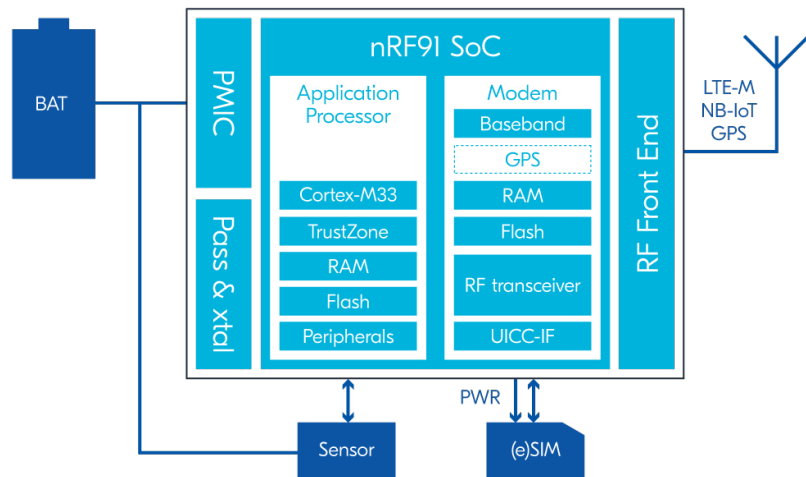 BAT
PMIC
Pass & xtal
nRF91 SoC
Application
Processor
Cortex-M33
TrustZone
RAM
Flash
Peripherals
Modem
Baseband
GPS
RAM
Flash
RF transceiver
UICC-IF
RF Front End
LTE-M
NB-IoT
GPS
PWR
Sensor
(e)SIM